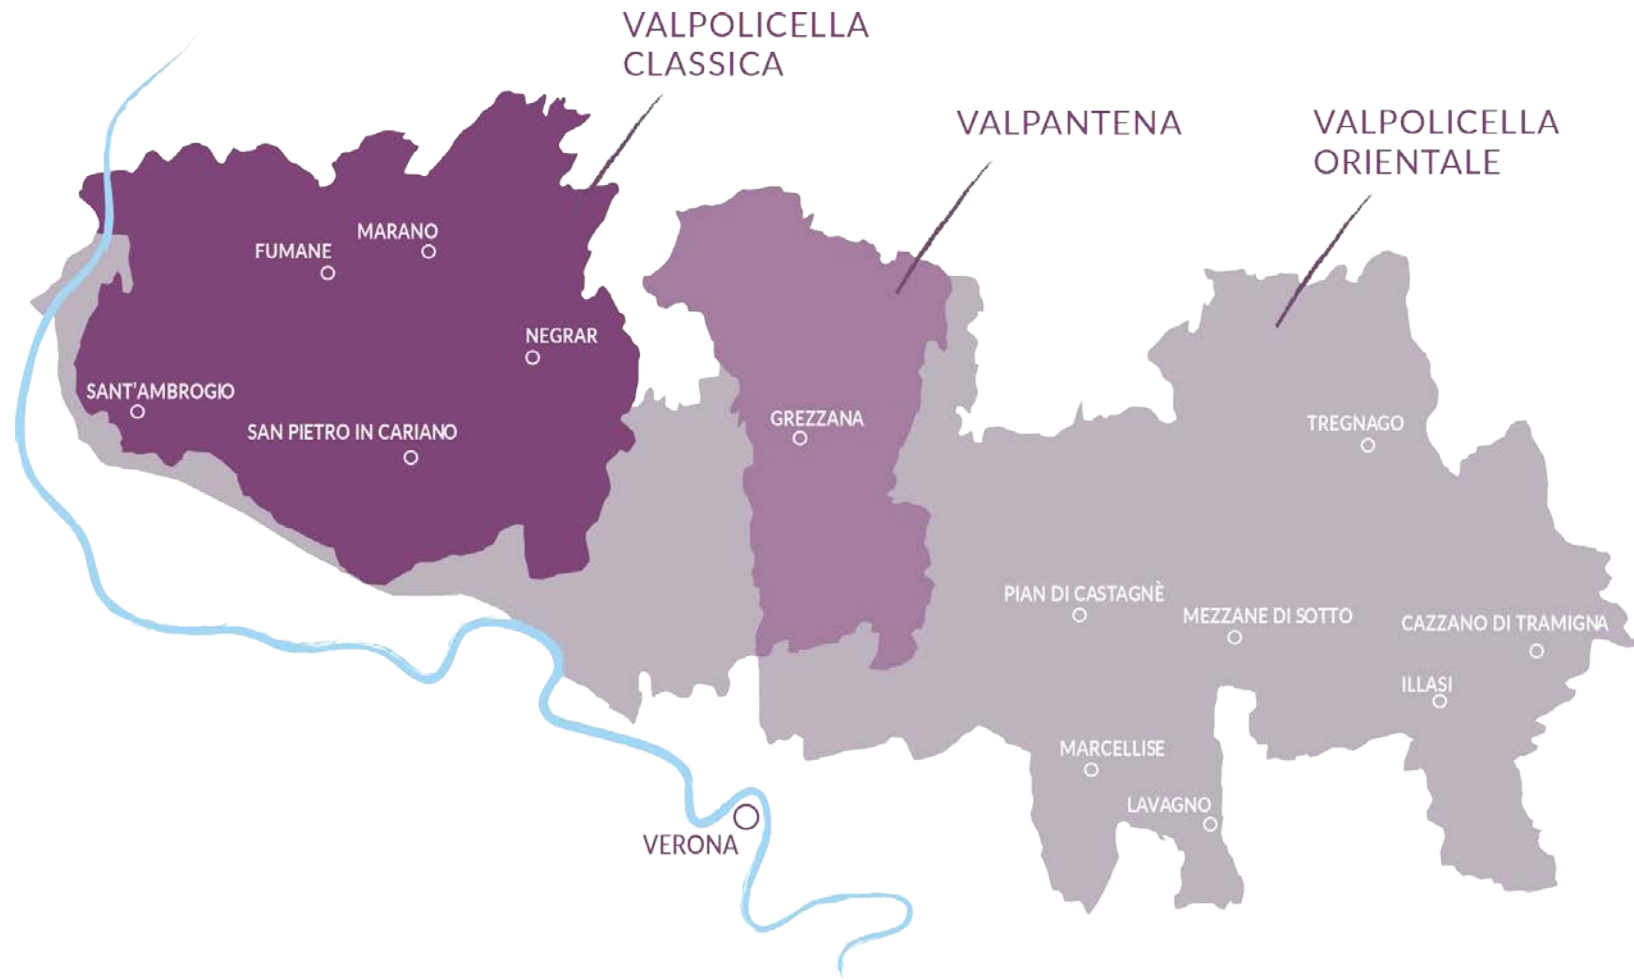 VALPOLICELLA
CLASSICA
VALPANTENA
VALPOLICELLA
ORIENTALE
MARANO
FUMANE
NEGRAR
SANT'AMBROGIO
SAN PIETRO IN CARIANO
GREZZANA
TREGNAGO
PIAN DI CASTAGNÈ
MEZZANE DI SOTTO
CAZZANO DI TRAMIGNA
ILLASI
MARCELLISE
LAVAGNO
VERONA